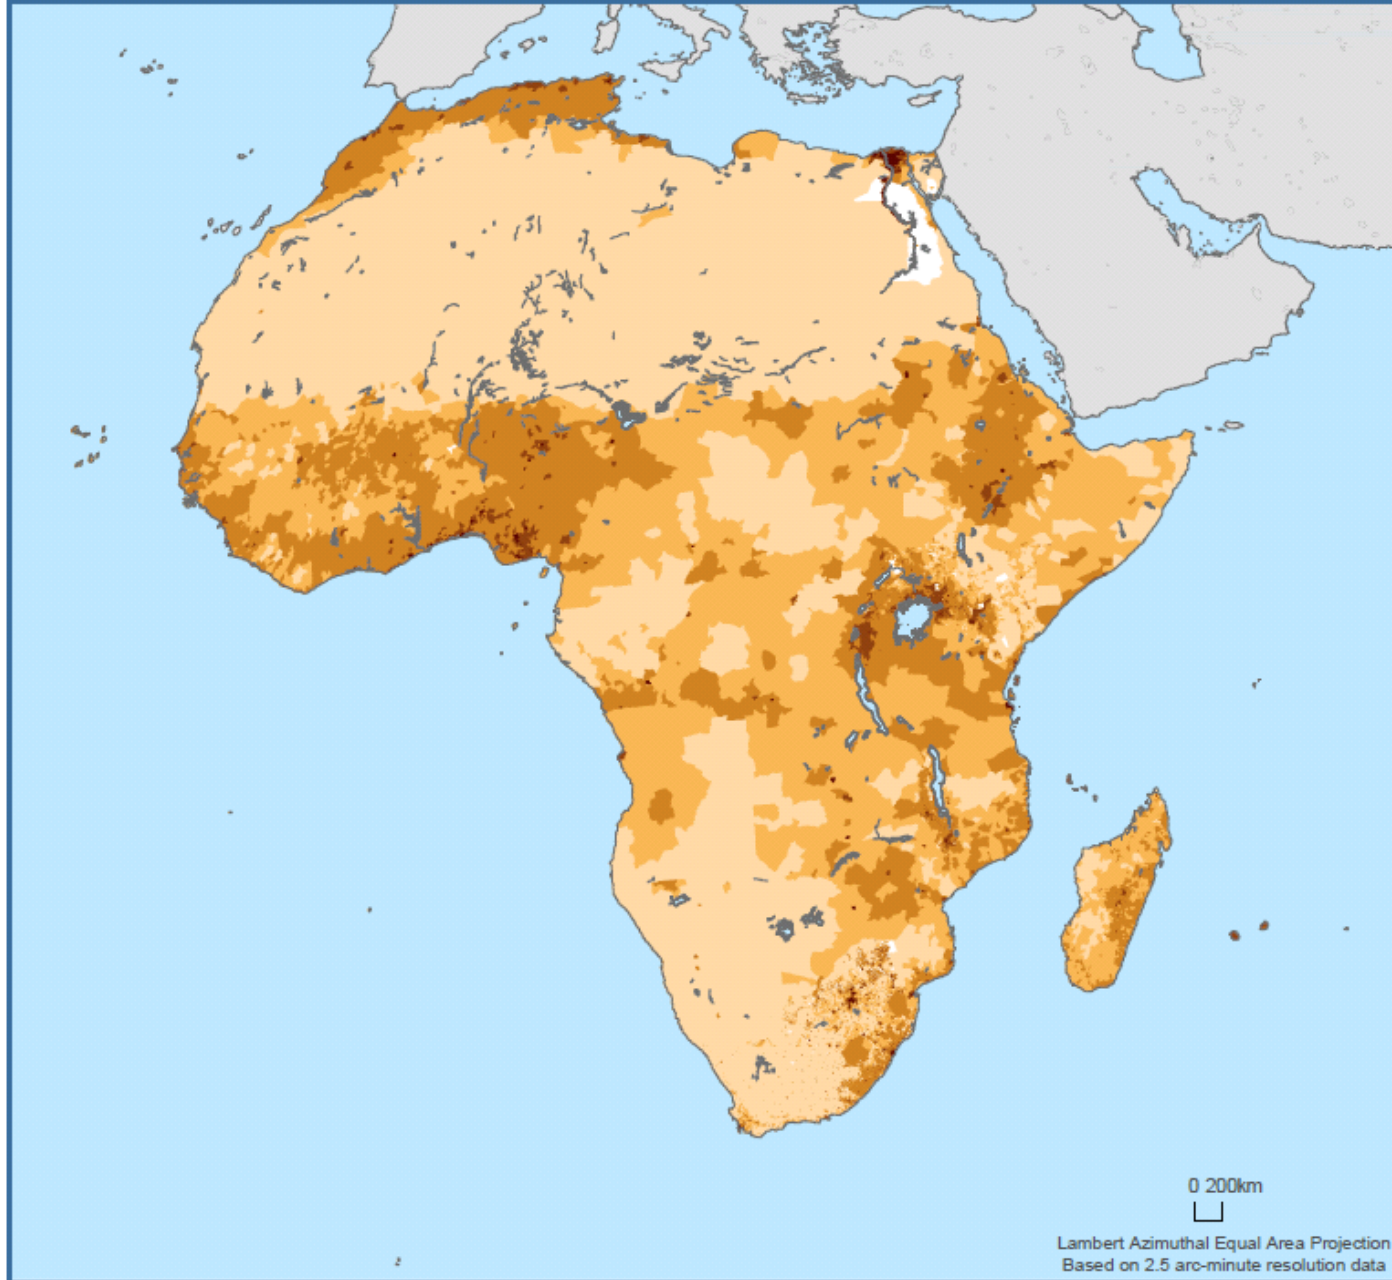 0 200km
Lambert Azimuthal Equal Area Projection
Based on 2.5 arc-minute resolution data